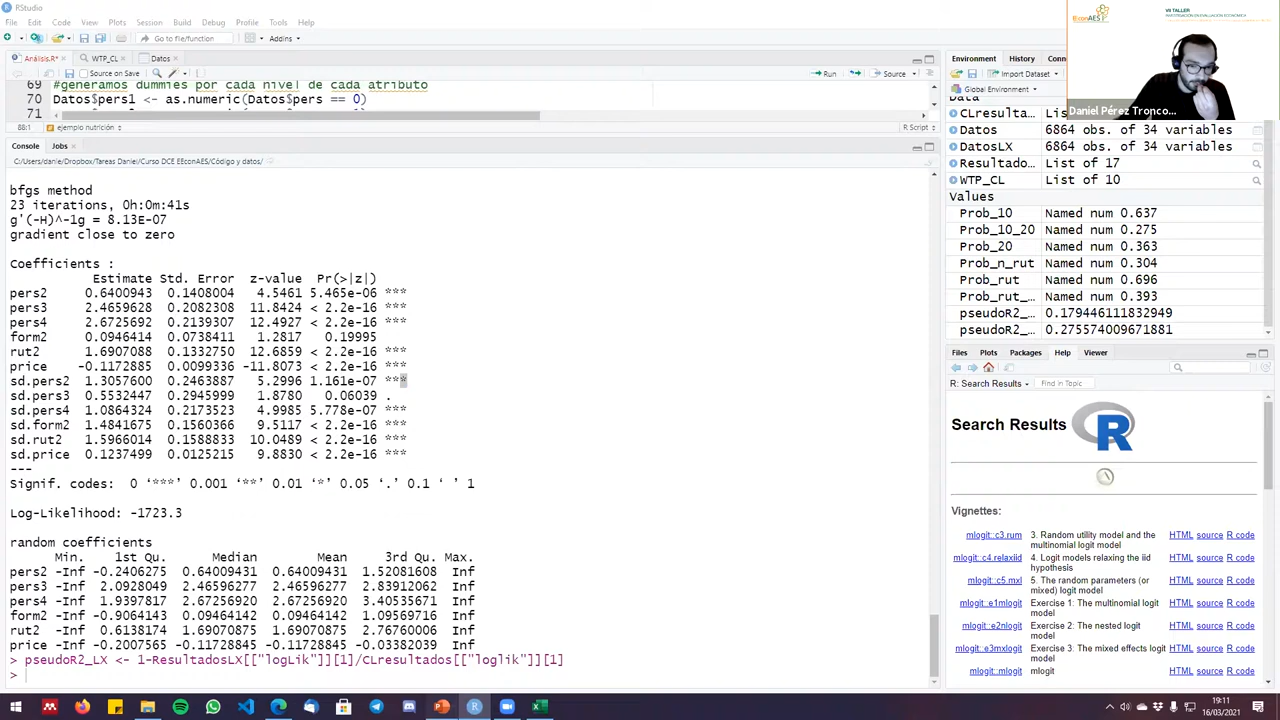 RStudio
File Edit Code View Plots Session Build Debug Profile Tools Help
Go to file/function
Addins
Análisis.R* WTP_CL Datos
Source on Save Run Source
69 #generamos dummies por cada nivel de cada atributo
70 Datos$pers1 <- as.numeric(Datos$pers == 0)
71
88:1 ejemplo nutrición R Script
Console Jobs
C:/Users/danie/Dropbox/Tareas Daniel/Curso DCE EEconAES/Código y datos/
bfgs method
23 iterations, 0h:0m:41s
g'(-H)^-1g = 8.13E-07
gradient close to zero
Coefficients :
Estimate Std. Error z-value Pr(>|z|)
pers2 0.6400943 0.1408004 4.5461 5.465e-06 ***
pers3 2.4659628 0.2082308 11.8424 < 2.2e-16 ***
pers4 2.6725692 0.2139307 12.4927 < 2.2e-16 ***
form2 0.0946414 0.0738411 1.2817 0.19995
rut2 1.6907088 0.1332750 12.6859 < 2.2e-16 ***
price -0.1172885 0.0099336 -11.8073 < 2.2e-16 ***
sd.pers2 1.3057600 0.2463887 5.2996 1.161e-07 ***
sd.pers3 0.5532447 0.2945999 1.8780 0.06039 .
sd.pers4 1.0864324 0.2173523 4.9985 5.778e-07 ***
sd.form2 1.4841675 0.1560366 9.5117 < 2.2e-16 ***
sd.rut2 1.5966014 0.1588833 10.0489 < 2.2e-16 ***
sd.price 0.1237499 0.0125215 9.8830 < 2.2e-16 ***
---
Signif. codes: 0 ‘***’ 0.001 ‘**’ 0.01 ‘*’ 0.05 ‘.’ 0.1 ‘ ’ 1
Log-Likelihood: -1723.3
random coefficients
Min. 1st Qu. Median Mean 3rd Qu. Max.
pers2 -Inf -0.2406275 0.64009431 0.64009431 1.52081609 Inf
pers3 -Inf 2.0928049 2.46596277 2.46596277 2.83912062 Inf
pers4 -Inf 1.9397817 2.67256920 2.67256920 3.40535671 Inf
form2 -Inf -0.9064143 0.09464142 0.09464142 1.09569706 Inf
rut2 -Inf 0.6138174 1.69070875 1.69070875 2.76760006 Inf
price -Inf -0.2007565 -0.11728845 -0.11728845 -0.03382039 Inf
> pseudoR2_LX <- 1-ResultadosLX[["logLik"]][1]/CLresultados[["loglik"]][1]
>
EconAES
VII TALLER
Daniel Pérez Tronco...
Environment History Conn
Import Dataset
Global Environment
Data
CLresulta... Lis
Datos 6864 obs. of 34 variables
DatosLX 6864 obs. of 34 variables
Resultado... List of 17
WTP_CL List of 10
Values
Prob_10 Named num 0.637
Prob_10_20 Named num 0.275
Prob_20 Named num 0.363
Prob_n_rut Named num 0.304
Prob_rut Named num 0.696
Prob_rut_... Named num 0.393
pseudoR2_... 0.179446111832949
pseudoR2_... 0.275574009671881
Files Plots Packages Help Viewer
R: Search Results Find in Topic
Search Results R
Vignettes:
mlogit::c3.rum 3. Random utility model and the multinomial logit model HTML source R code
mlogit::c4.relaxiid 4. Logit models relaxing the iid hypothesis HTML source R code
mlogit::c5.mxl 5. The random parameters (or mixed) logit model HTML source R code
mlogit::e1mlogit Exercise 1: The multinomial logit model HTML source R code
mlogit::e2nlogit Exercise 2: The nested logit model HTML source R code
mlogit::e3mxlogit Exercise 3: The mixed effects logit model HTML source R code
mlogit::mlogit mlogit HTML source R code
19:11
16/03/2021